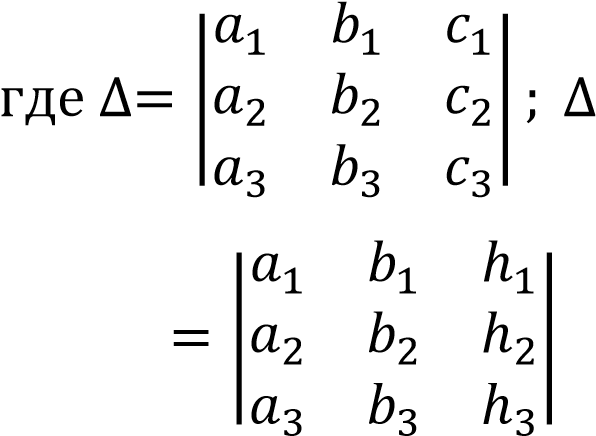 a₁ b₁ c₁
где Δ= a₂ b₂ c₂ ; Δ
a₃ b₃ c₃
a₁ b₁ h₁
= a₂ b₂ h₂
a₃ b₃ h₃